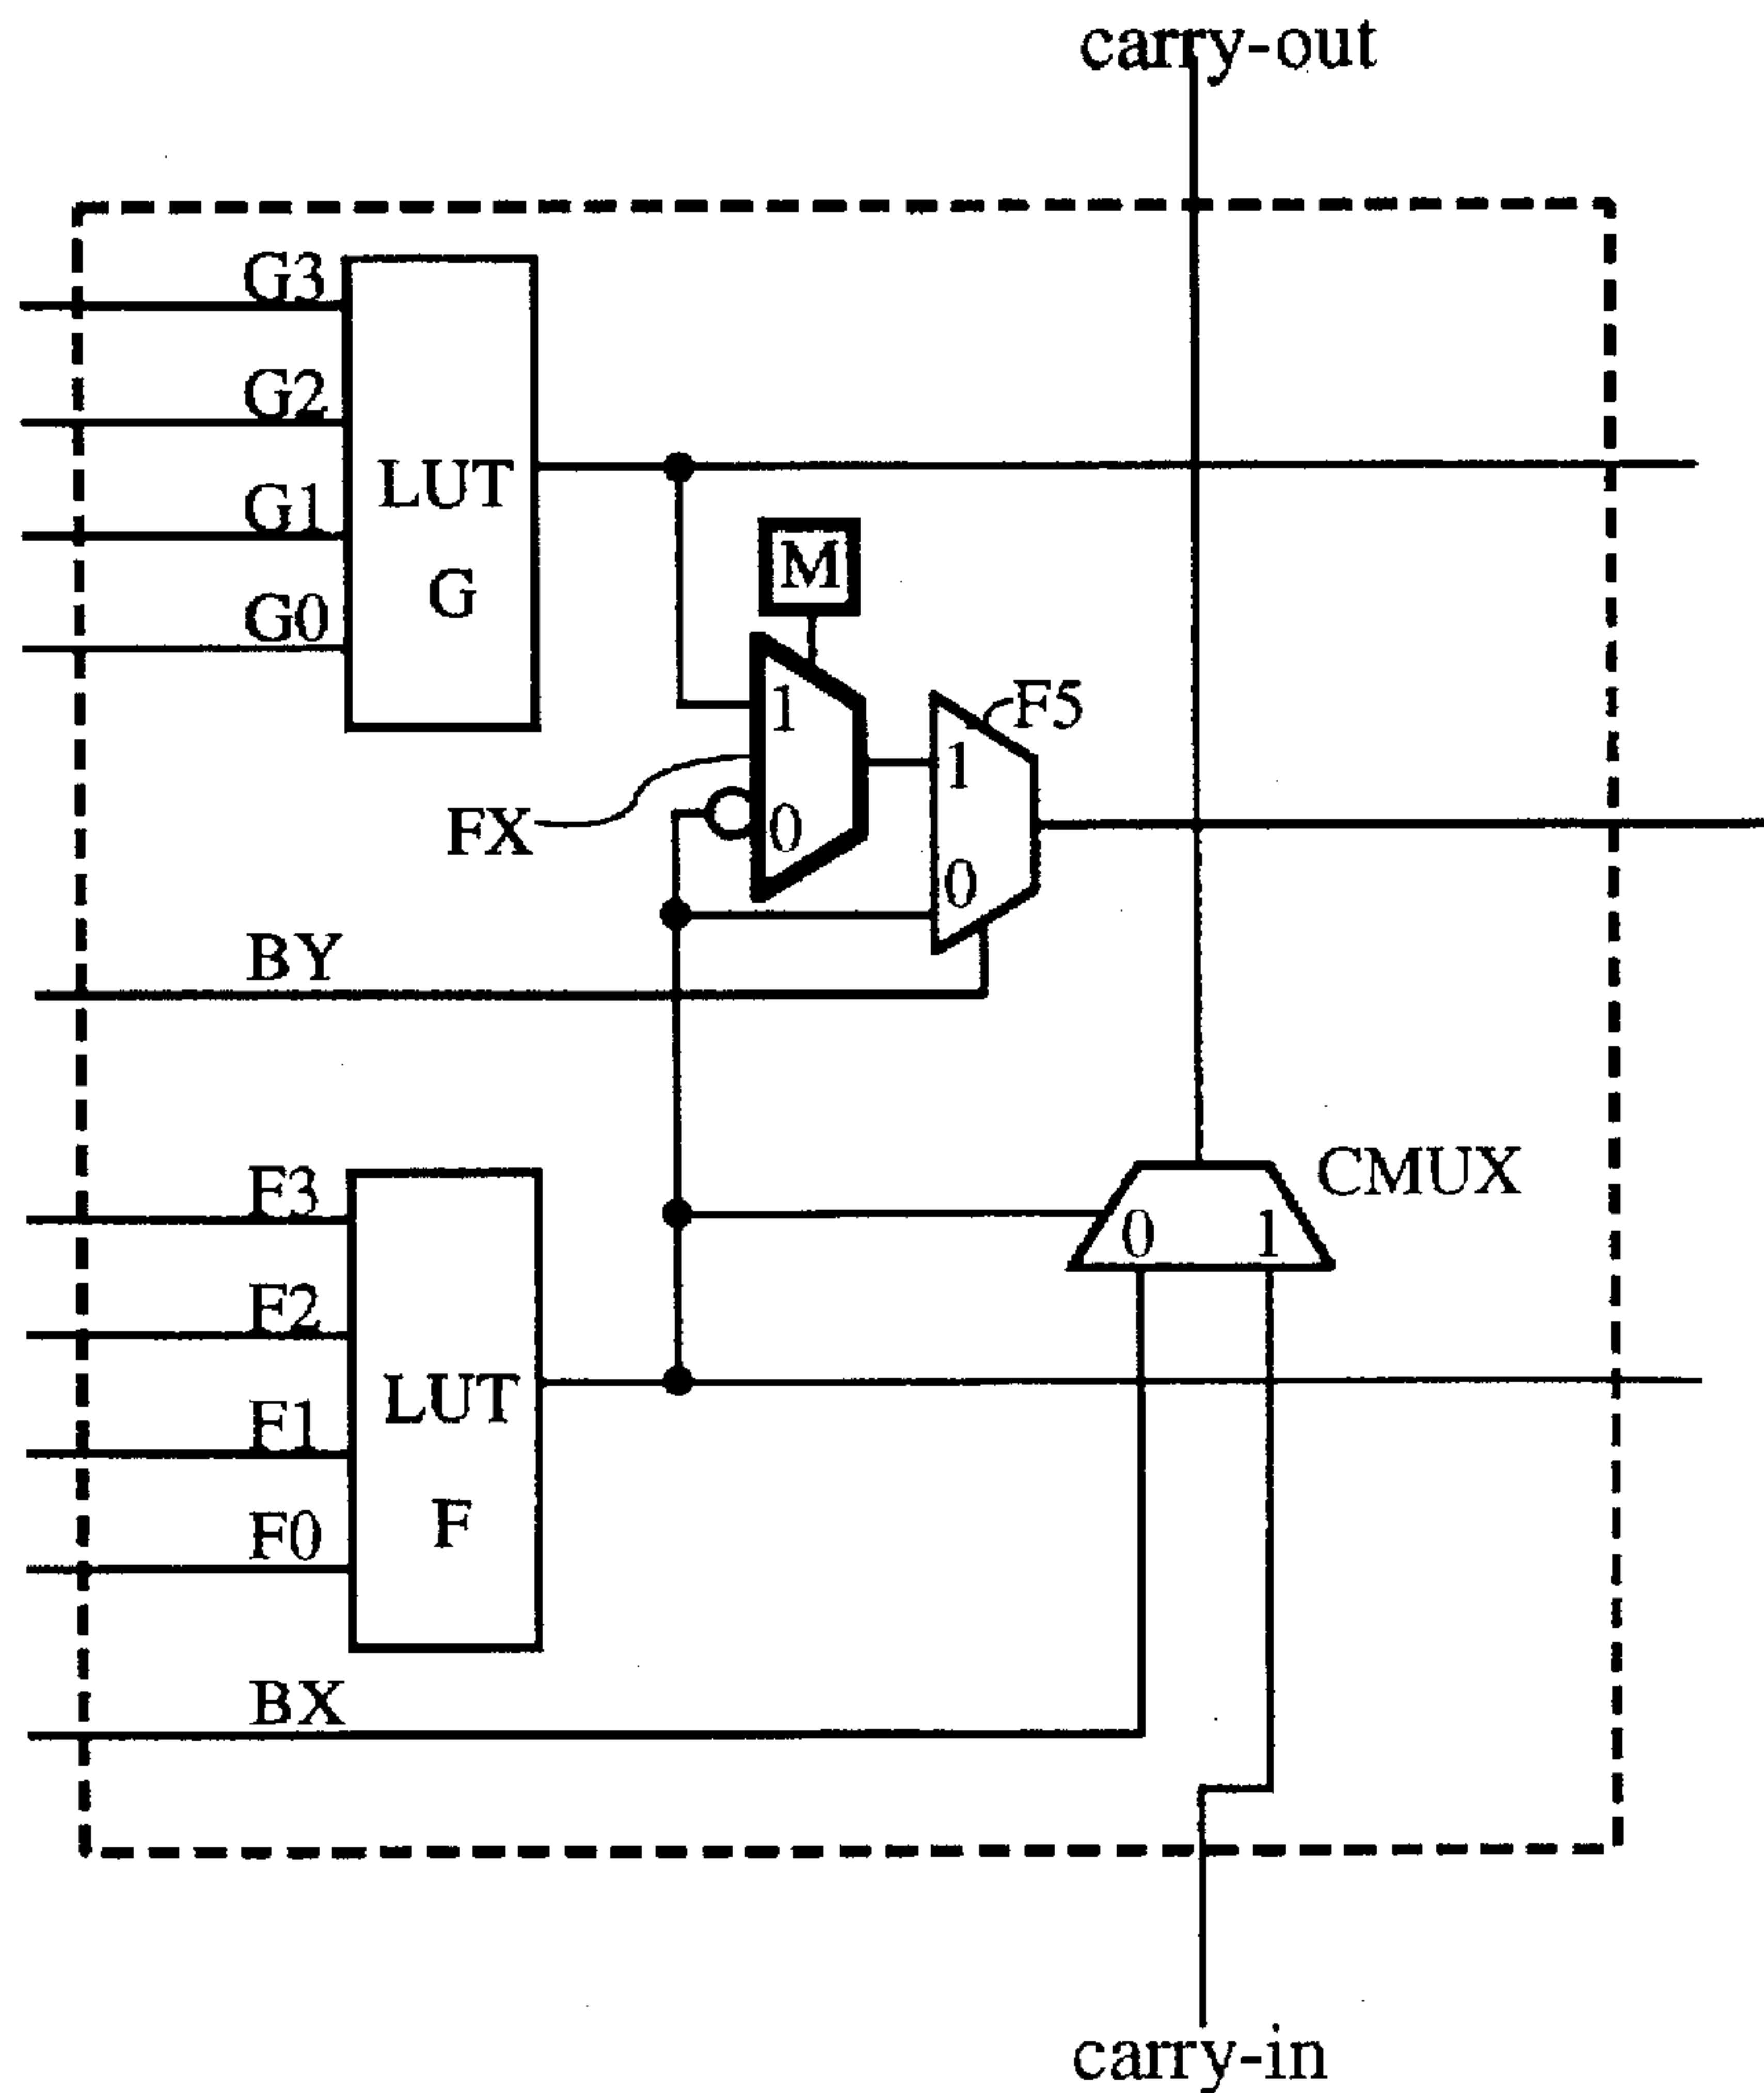 carry-out
G3
G2
G1
G0
LUT
G
M
1
0
FX
F5
1
0
BY
F3
F2
F1
F0
LUT
F
CMUX
0 1
BX
carry-in